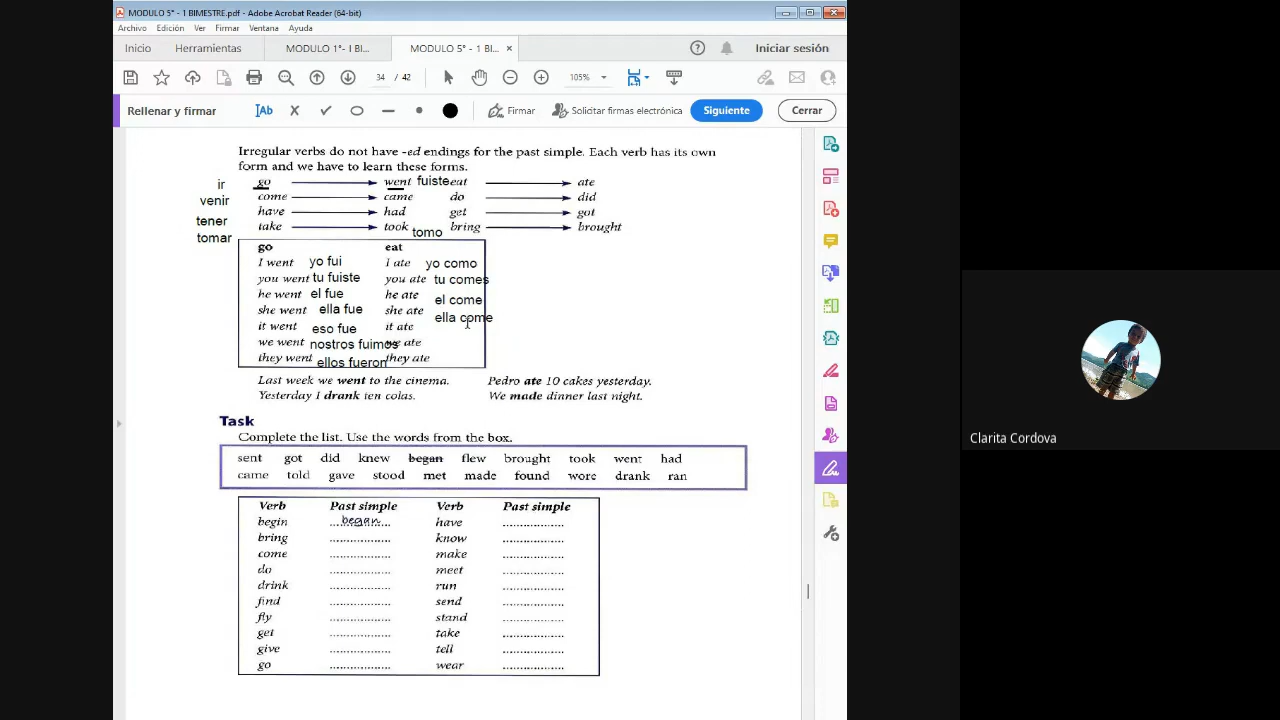 MODULO 5° - 1 BIMESTRE.pdf - Adobe Acrobat Reader (64-bit)
Archivo Edición Ver Firmar Ventana Ayuda
Inicio Herramientas MODULO 1°- I BI... MODULO 5° - 1 BI... × Iniciar sesión
34 / 42 105%
Rellenar y firmar Ab Firmar Solicitar firmas electrónica Siguiente Cerrar
Irregular verbs do not have -ed endings for the past simple. Each verb has its own
form and we have to learn these forms.
ir go went fuiste eat ate
venir come came do did
tener have had get got
tomar take took tomo bring brought
go eat
I went yo fui I ate yo como
you went tu fuiste you ate tu comes
he went el fue he ate el come
she went ella fue she ate ella come
it went eso fue it ate
we went nostros fuimos we ate
they went ellos fueron they ate
Last week we went to the cinema. Pedro ate 10 cakes yesterday.
Yesterday I drank ten colas. We made dinner last night.
Task
Complete the list. Use the words from the box.
sent got did knew began flew brought took went had
came told gave stood met made found wore drank ran
Verb Past simple Verb Past simple
begin began have
bring know
come make
do meet
drink run
find send
fly stand
get take
give tell
go wear
Clarita Cordova